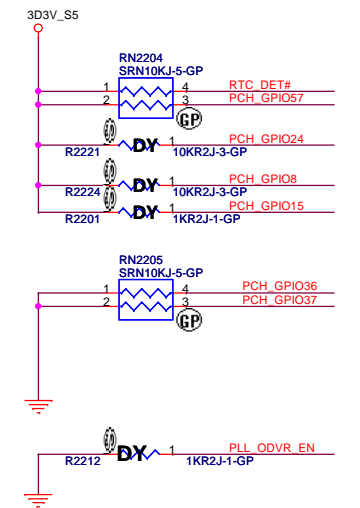 3D3V_S5
RN2204
SRN10KJ-5-GP
1 4 RTC_DET#
2 3 PCH_GPIO57
GP
R2221 DY 1 10KR2J-3-GP PCH_GPIO24
R2224 DY 1 10KR2J-3-GP PCH_GPIO8
R2201 DY 1 1KR2J-1-GP PCH_GPIO15
RN2205
SRN10KJ-5-GP
1 4 PCH_GPIO36
2 3 PCH_GPIO37
GP
R2212 DY 1 1KR2J-1-GP PLL_ODVR_EN